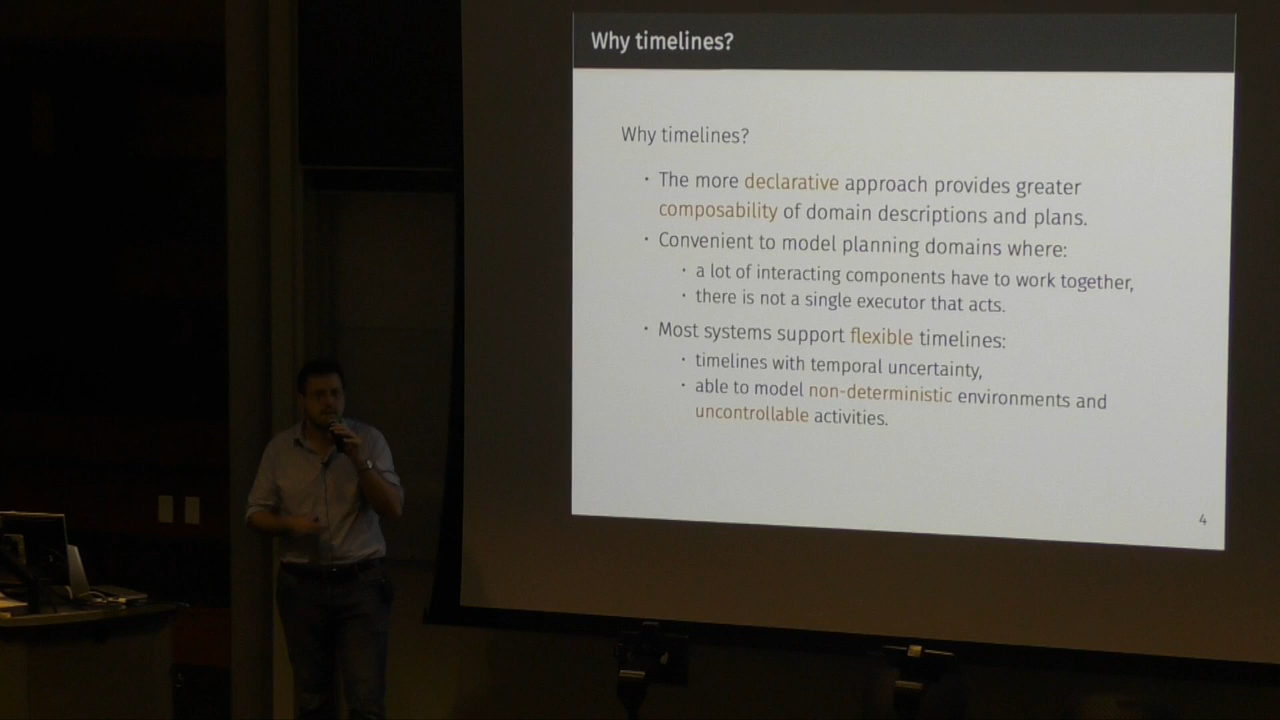 Why timelines?
Why timelines?
· The more declarative approach provides greater
composability of domain descriptions and plans.
· Convenient to model planning domains where:
· a lot of interacting components have to work together,
· there is not a single executor that acts.
· Most systems support flexible timelines:
· timelines with temporal uncertainty,
· able to model non-deterministic environments and
uncontrollable activities.
4